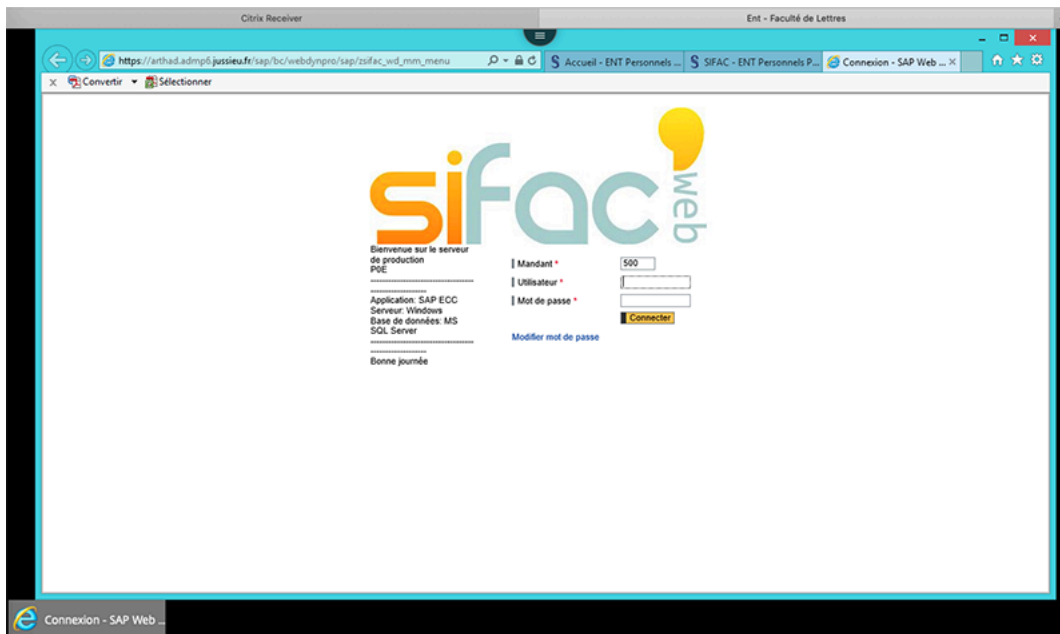 Citrix Receiver
Ent - Faculté de Lettres
https://arthad.admp6.jussieu.fr/sap/bc/webdynpro/sap/zsifac_wd_mm_menu
Accueil - ENT Personnels ...
SIFAC - ENT Personnels P...
Connexion - SAP Web ...
Convertir
Sélectionner
sifac'web
Bienvenue sur le serveur
de production
P0E
Application: SAP ECC
Serveur: Windows
Base de données: MS
SQL Server
Bonne journée
Mandant * 500
Utilisateur *
Mot de passe *
Connecter
Modifier mot de passe
Connexion - SAP Web ...